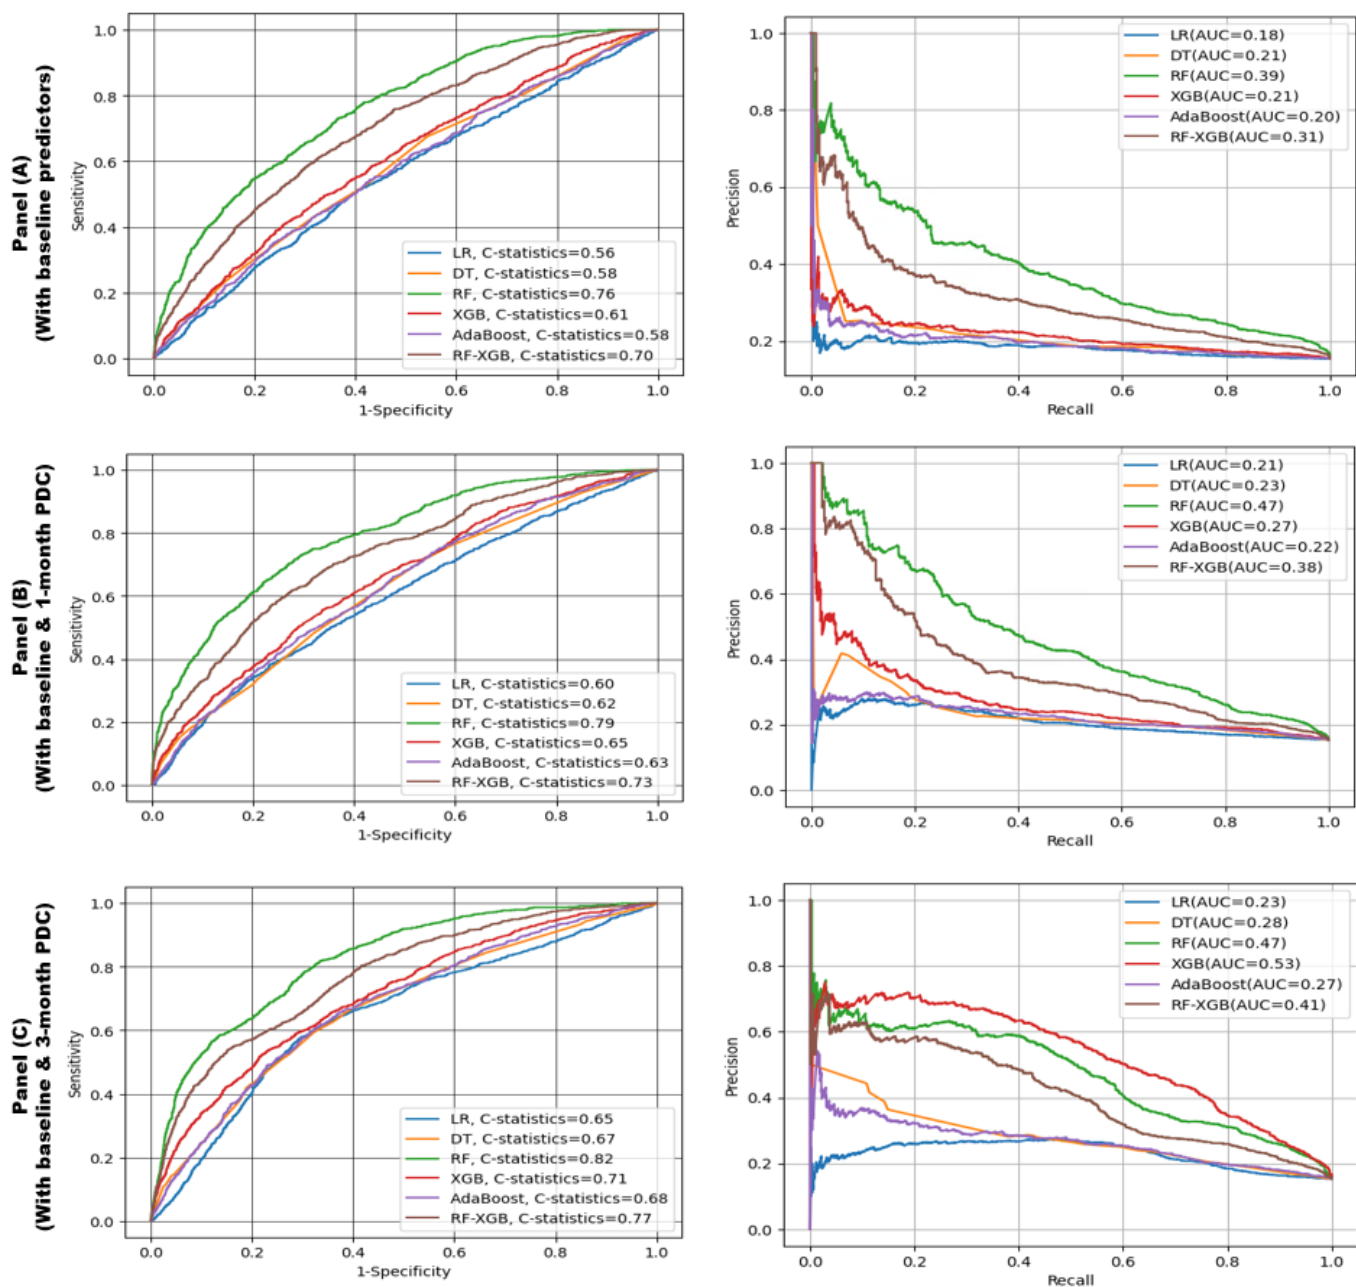 Panel (A)
(With baseline predictors)
Sensitivity
1.0
0.8
0.6
0.4
0.2
0.0
LR, C-statistics=0.56
DT, C-statistics=0.58
RF, C-statistics=0.76
XGB, C-statistics=0.61
AdaBoost, C-statistics=0.58
RF-XGB, C-statistics=0.70
0.0 0.2 0.4 0.6 0.8 1.0
1-Specificity
Precision
1.0
0.8
0.6
0.4
0.2
LR(AUC=0.18)
DT(AUC=0.21)
RF(AUC=0.39)
XGB(AUC=0.21)
AdaBoost(AUC=0.20)
RF-XGB(AUC=0.31)
0.0 0.2 0.4 0.6 0.8 1.0
Recall
Panel (B)
(With baseline & 1-month PDC)
Sensitivity
1.0
0.8
0.6
0.4
0.2
0.0
LR, C-statistics=0.60
DT, C-statistics=0.62
RF, C-statistics=0.79
XGB, C-statistics=0.65
AdaBoost, C-statistics=0.63
RF-XGB, C-statistics=0.73
0.0 0.2 0.4 0.6 0.8 1.0
1-Specificity
Precision
1.0
0.8
0.6
0.4
0.2
0.0
LR(AUC=0.21)
DT(AUC=0.23)
RF(AUC=0.47)
XGB(AUC=0.27)
AdaBoost(AUC=0.22)
RF-XGB(AUC=0.38)
0.0 0.2 0.4 0.6 0.8 1.0
Recall
Panel (C)
(With baseline & 3-month PDC)
Sensitivity
1.0
0.8
0.6
0.4
0.2
0.0
LR, C-statistics=0.65
DT, C-statistics=0.67
RF, C-statistics=0.82
XGB, C-statistics=0.71
AdaBoost, C-statistics=0.68
RF-XGB, C-statistics=0.77
0.0 0.2 0.4 0.6 0.8 1.0
1-Specificity
Precision
1.0
0.8
0.6
0.4
0.2
0.0
LR(AUC=0.23)
DT(AUC=0.28)
RF(AUC=0.47)
XGB(AUC=0.53)
AdaBoost(AUC=0.27)
RF-XGB(AUC=0.41)
0.0 0.2 0.4 0.6 0.8 1.0
Recall